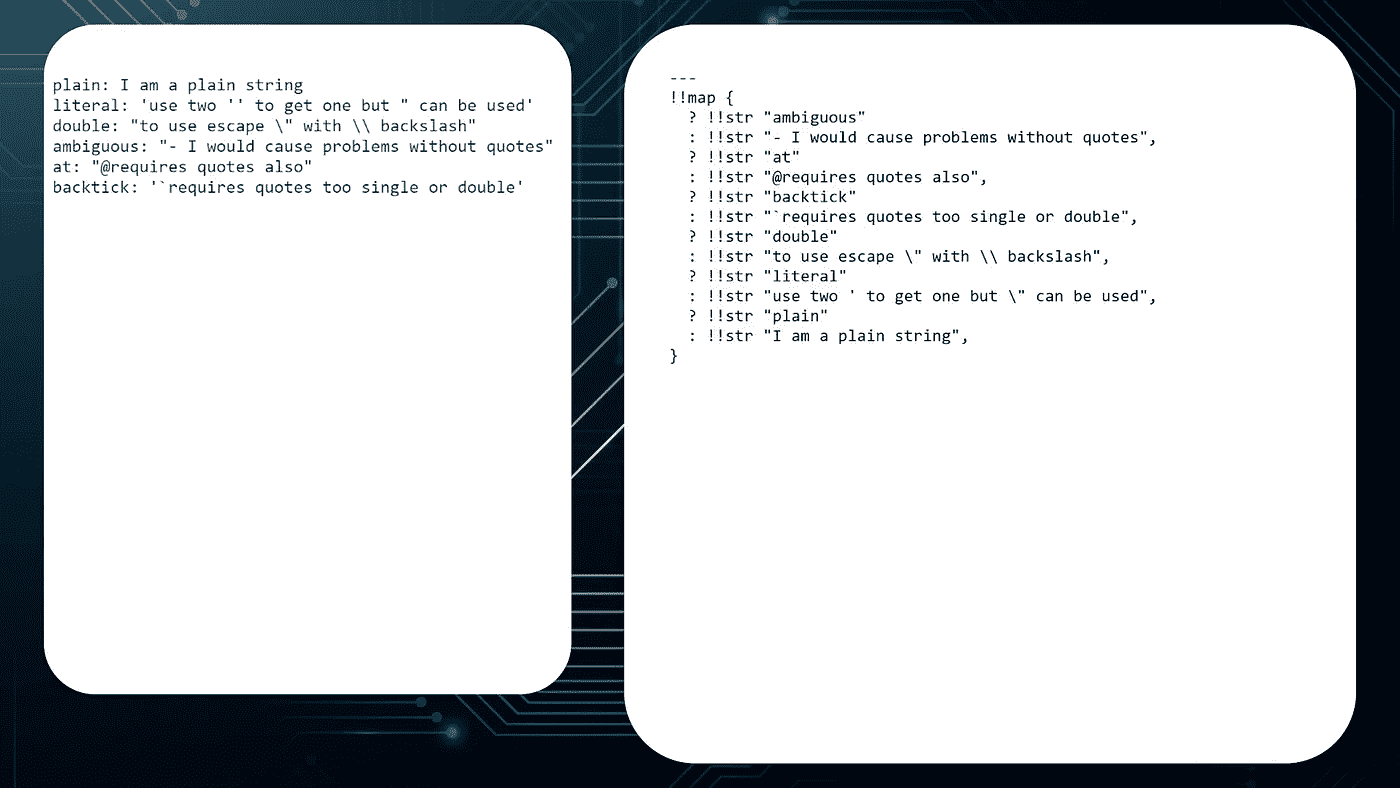 plain: I am a plain string
literal: 'use two '' to get one but " can be used'
double: "to use escape \" with \\ backslash"
ambiguous: "- I would cause problems without quotes"
at: "@requires quotes also"
backtick: '`requires quotes too single or double'
---
!!map {
  ? !!str "ambiguous"
  : !!str "- I would cause problems without quotes",
  ? !!str "at"
  : !!str "@requires quotes also",
  ? !!str "backtick"
  : !!str "`requires quotes too single or double",
  ? !!str "double"
  : !!str "to use escape \" with \\ backslash",
  ? !!str "literal"
  : !!str "use two ' to get one but \" can be used",
  ? !!str "plain"
  : !!str "I am a plain string",
}